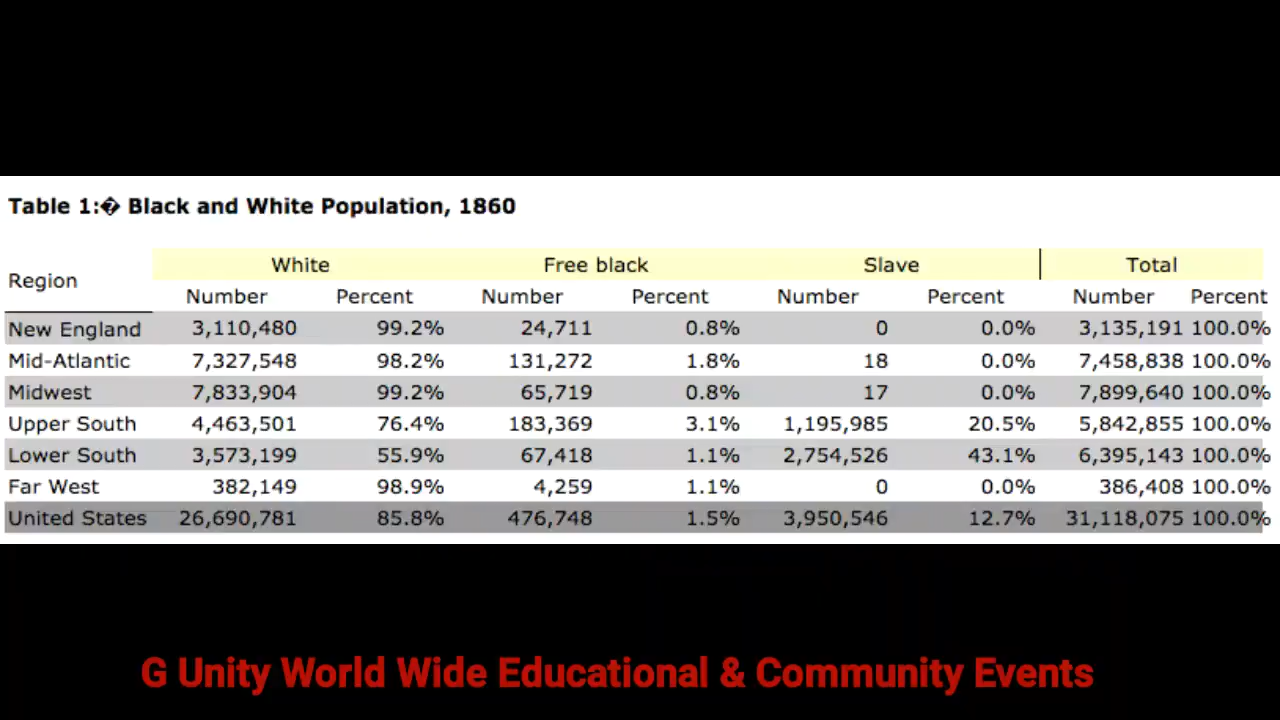 Table 1:� Black and White Population, 1860
Region White Free black Slave Total
Number Percent Number Percent Number Percent Number Percent
New England 3,110,480 99.2% 24,711 0.8% 0 0.0% 3,135,191 100.0%
Mid-Atlantic 7,327,548 98.2% 131,272 1.8% 18 0.0% 7,458,838 100.0%
Midwest 7,833,904 99.2% 65,719 0.8% 17 0.0% 7,899,640 100.0%
Upper South 4,463,501 76.4% 183,369 3.1% 1,195,985 20.5% 5,842,855 100.0%
Lower South 3,573,199 55.9% 67,418 1.1% 2,754,526 43.1% 6,395,143 100.0%
Far West 382,149 98.9% 4,259 1.1% 0 0.0% 386,408 100.0%
United States 26,690,781 85.8% 476,748 1.5% 3,950,546 12.7% 31,118,075 100.0%
G Unity World Wide Educational & Community Events